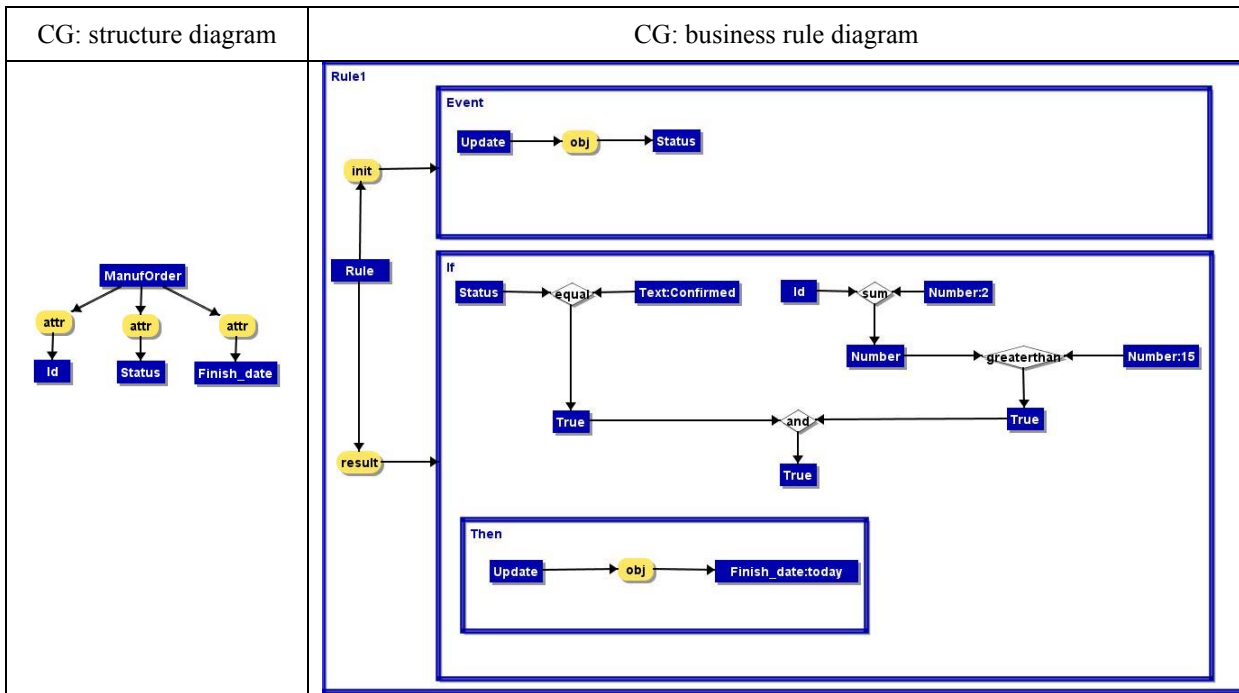 CG: structure diagram
CG: business rule diagram
ManufOrder
attr attr attr
Id Status Finish_date
Rule1
Event
Update obj Status
init
Rule
result
If
Status equal Text:Confirmed Id sum Number:2
Number greaterthan Number:15
True and True
True
Then
Update obj Finish_date:today